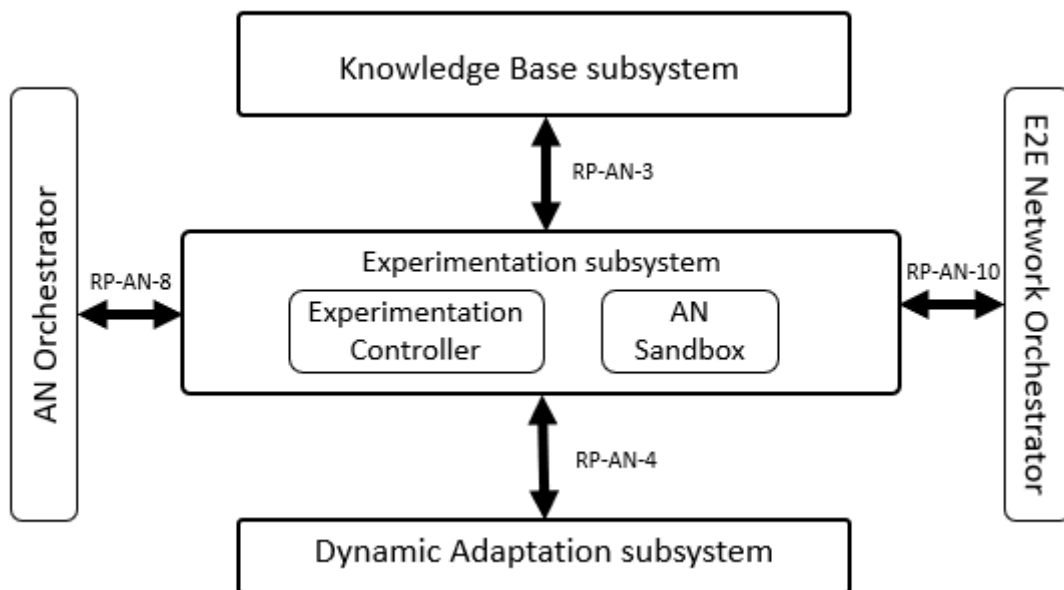 Knowledge Base subsystem
RP-AN-3
AN Orchestrator
RP-AN-8
Experimentation subsystem
Experimentation
Controller
AN
Sandbox
RP-AN-10
E2E Network Orchestrator
RP-AN-4
Dynamic Adaptation subsystem